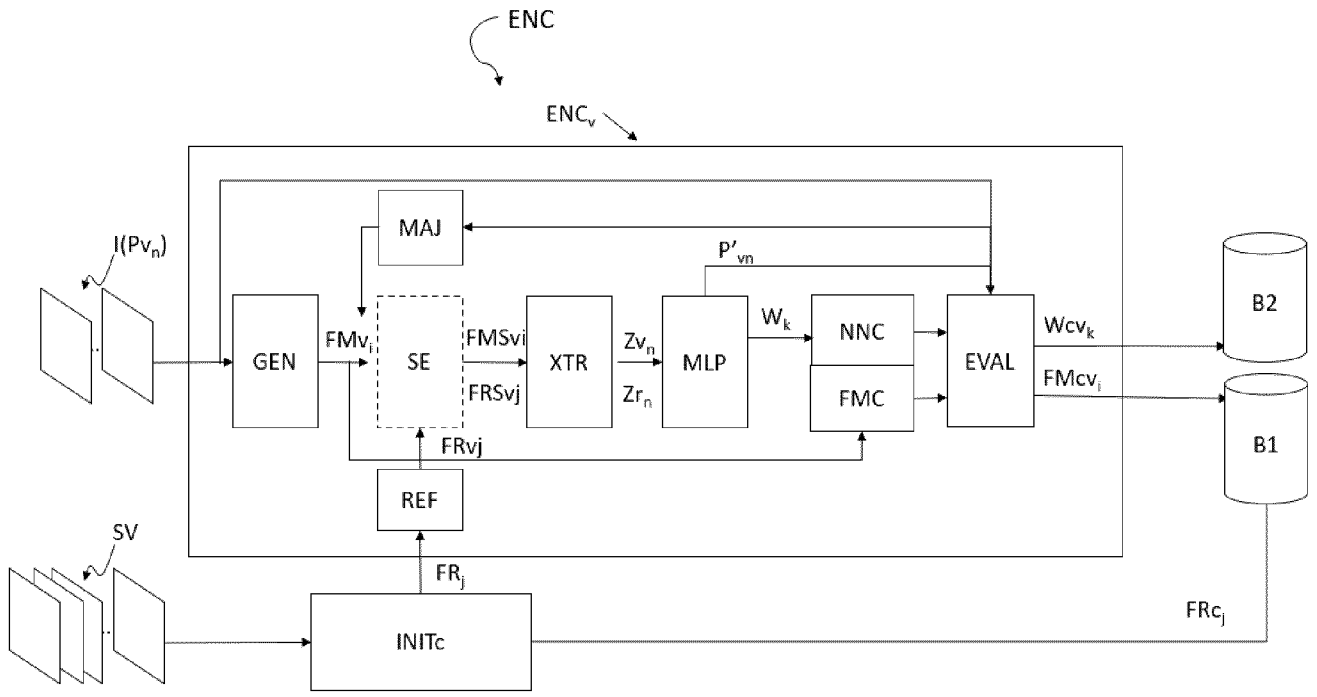 ENC
ENCv
I(Pvn)
MAJ
P'vn
GEN
FMvi
SE
FMSvi
FRSvj
XTR
Zvn
Zrn
MLP
Wk
NNC
FMC
EVAL
Wcvk
FMcvi
B2
B1
FRvj
REF
SV
FRj
INITc
FRcj